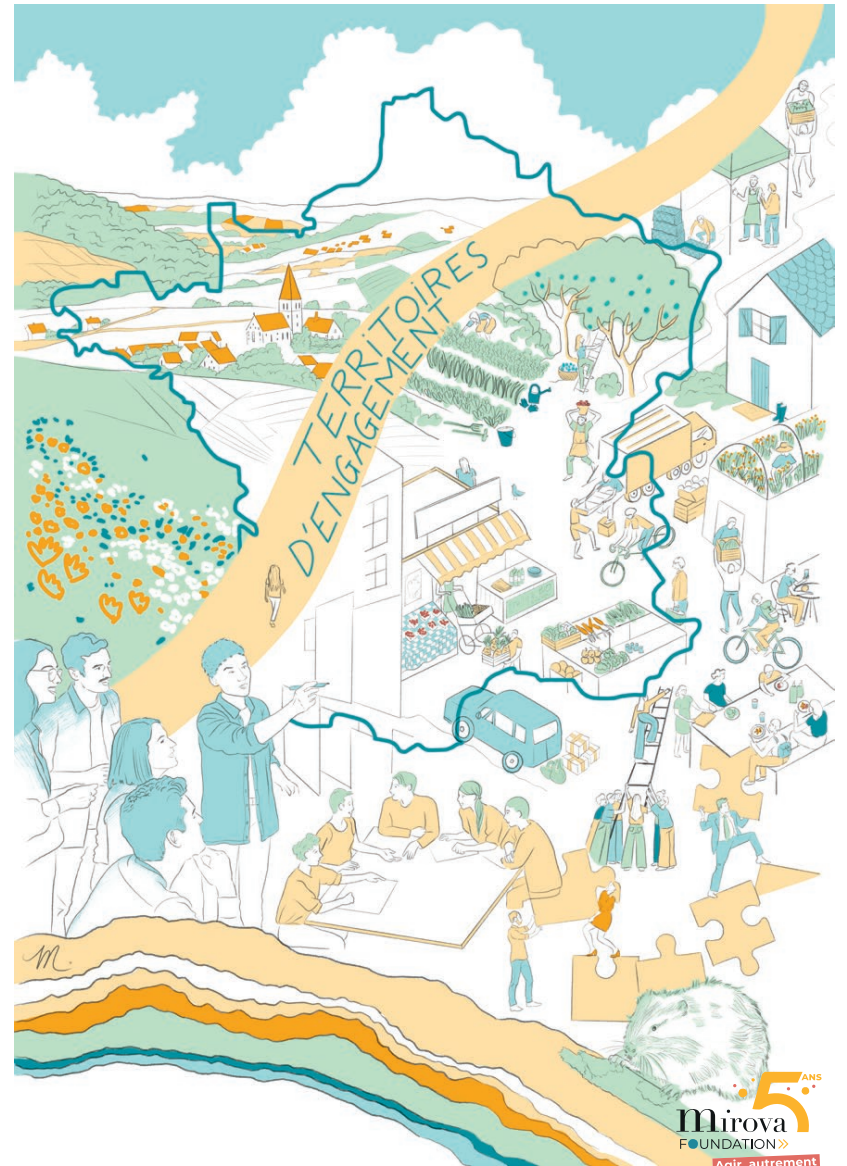 TERRITOIRES
D'ENGAGEMENT
m.
5 ANS
mirova
FOUNDATION»
Agir autrement